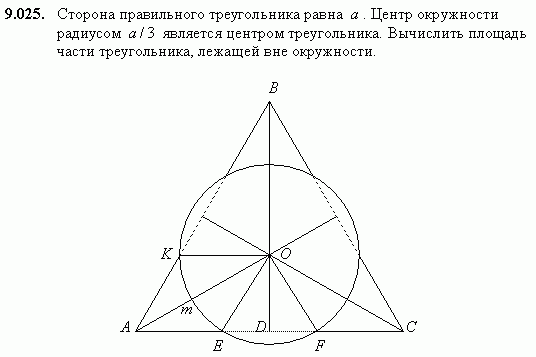 9.025. Сторона правильного треугольника равна a . Центр окружности
радиусом a / 3 является центром треугольника. Вычислить площадь
части треугольника, лежащей вне окружности.
B
K O
m
A D C
E F